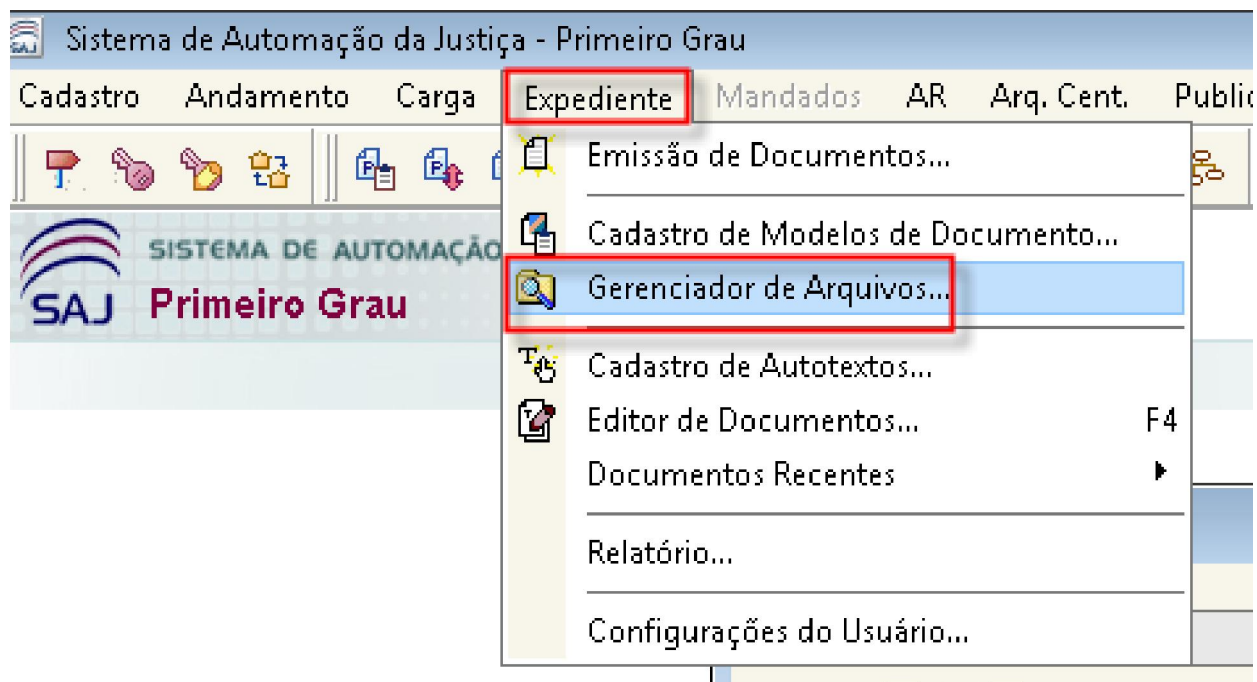 Sistema de Automação da Justiça - Primeiro Grau
Cadastro Andamento Carga Expediente Mandados AR Arq. Cent. Public
Emissão de Documentos...
Cadastro de Modelos de Documento...
SISTEMA DE AUTOMAÇÃO
Gerenciador de Arquivos...
SAJ Primeiro Grau
Cadastro de Autotextos...
Editor de Documentos... F4
Documentos Recentes
Relatório...
Configurações do Usuário...